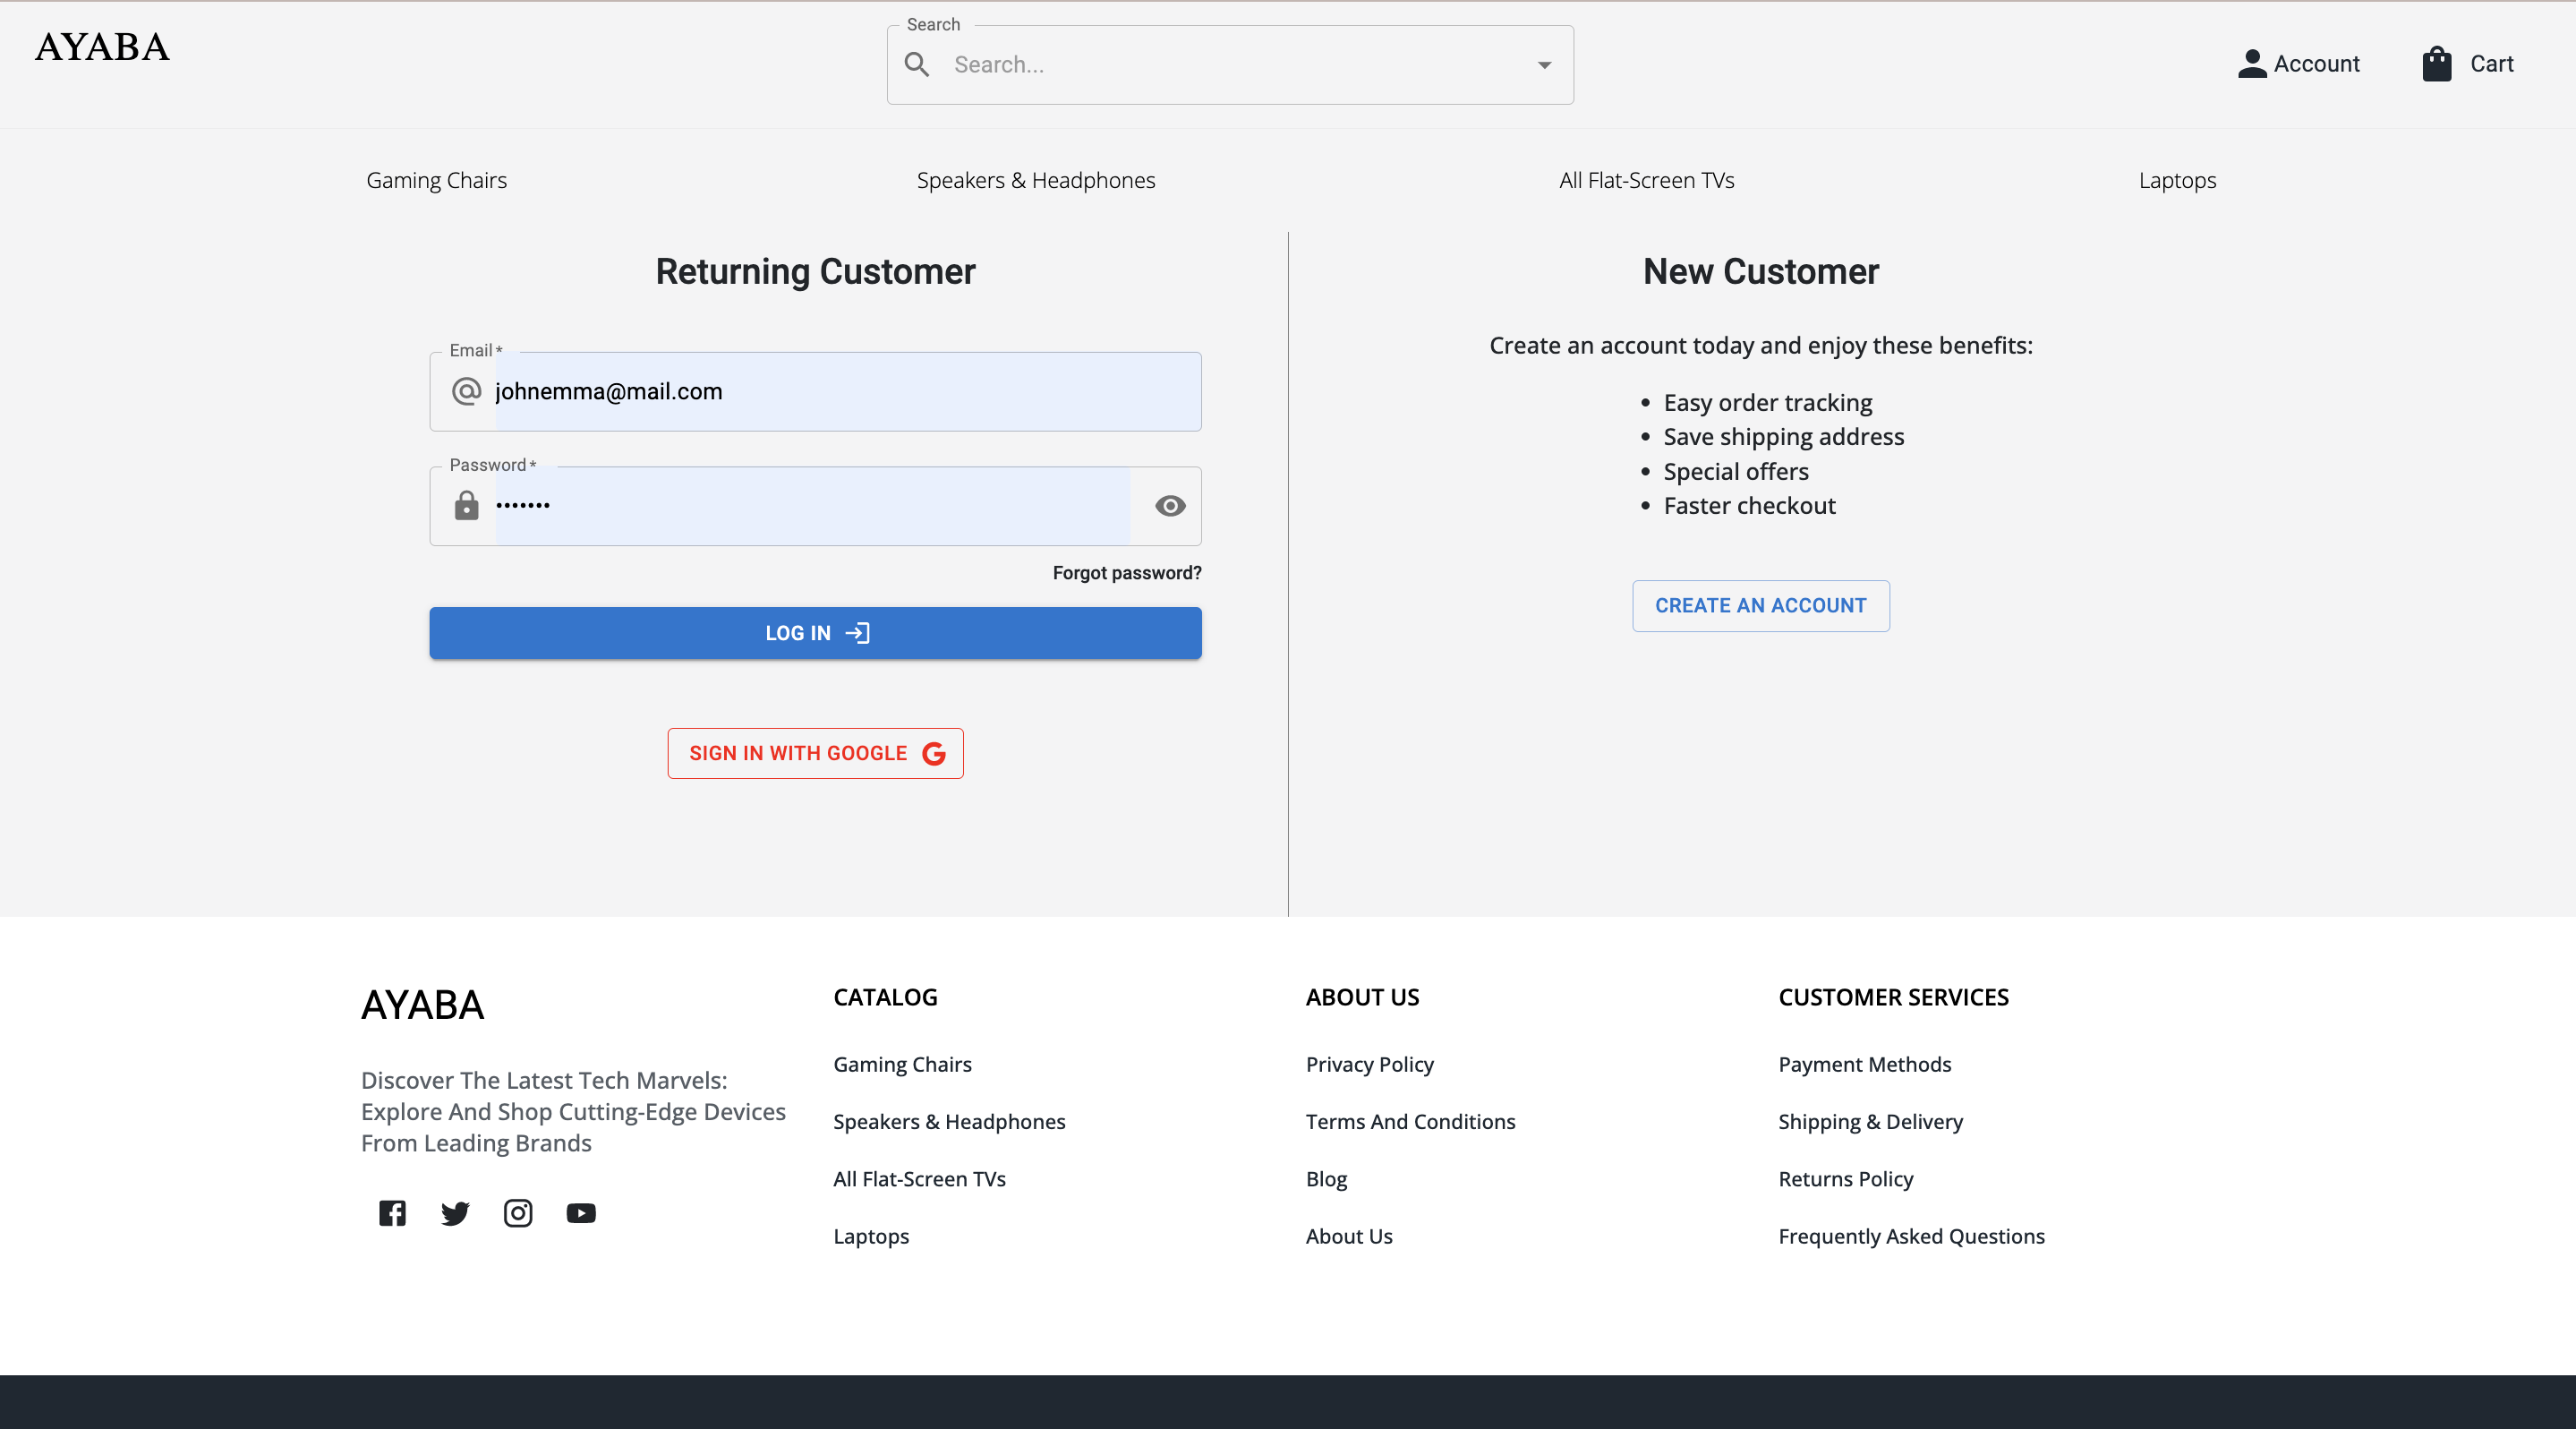 AYABA
Search
Search...
Account
Cart
Gaming Chairs
Speakers & Headphones
All Flat-Screen TVs
Laptops
Returning Customer
Email *
johnemma@mail.com
Password *
•••••••
Forgot password?
LOG IN
SIGN IN WITH GOOGLE
New Customer
Create an account today and enjoy these benefits:
• Easy order tracking
• Save shipping address
• Special offers
• Faster checkout
CREATE AN ACCOUNT
AYABA
Discover The Latest Tech Marvels:
Explore And Shop Cutting-Edge Devices
From Leading Brands
CATALOG
Gaming Chairs
Speakers & Headphones
All Flat-Screen TVs
Laptops
ABOUT US
Privacy Policy
Terms And Conditions
Blog
About Us
CUSTOMER SERVICES
Payment Methods
Shipping & Delivery
Returns Policy
Frequently Asked Questions